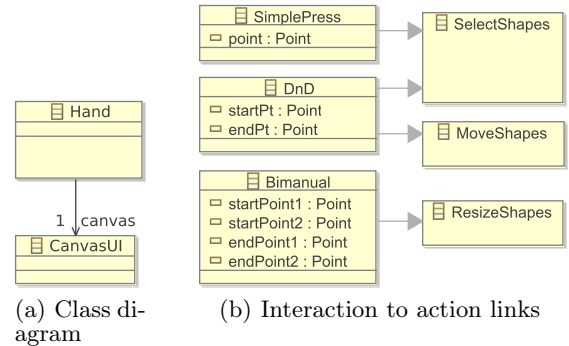 Hand
1 canvas
CanvasUI
(a) Class di-
agram
SimplePress
point : Point
DnD
startPt : Point
endPt : Point
Bimanual
startPoint1 : Point
startPoint2 : Point
endPoint1 : Point
endPoint2 : Point
SelectShapes
MoveShapes
ResizeShapes
(b) Interaction to action links